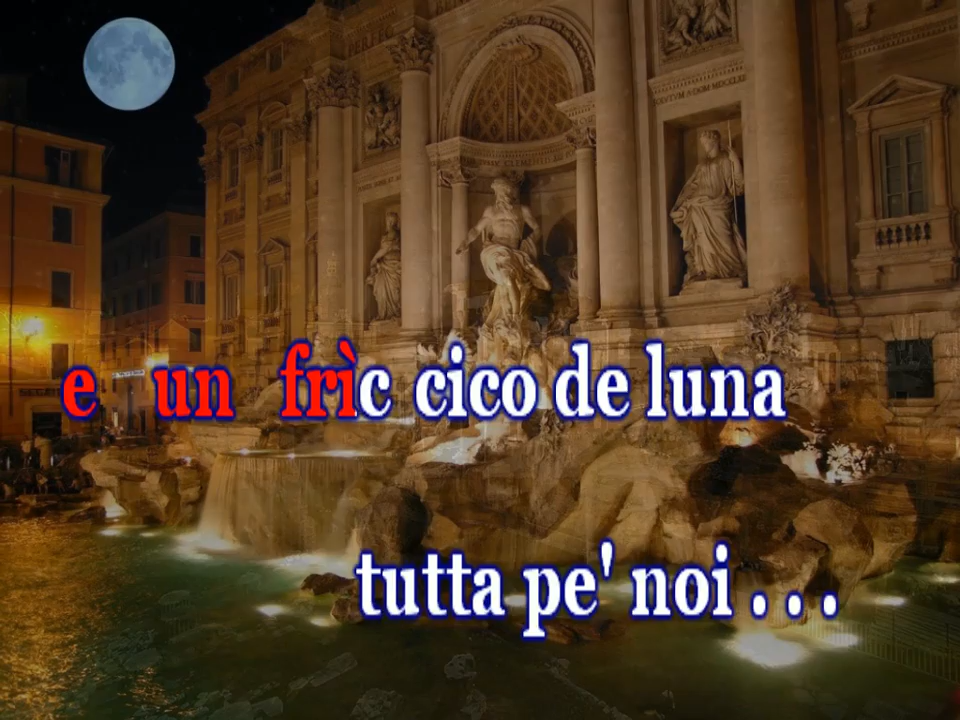 e un frìc cico de luna
tutta pe' noi . . .